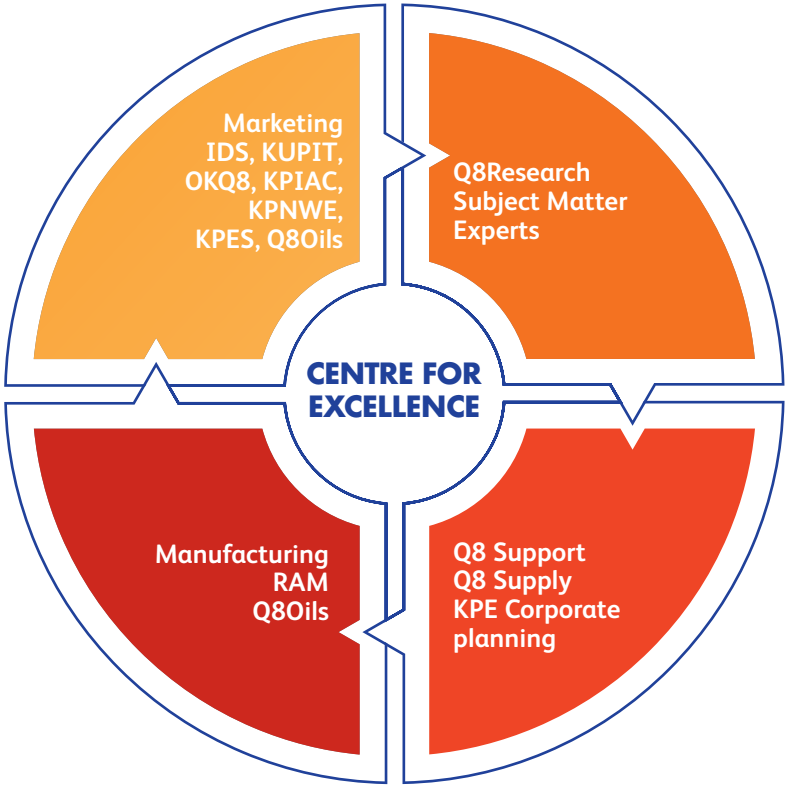 Marketing
IDS, KUPIT,
OKQ8, KPIAC,
KPNWE,
KPES, Q8Oils
Q8Research
Subject Matter
Experts
CENTRE FOR
EXCELLENCE
Manufacturing
RAM
Q8Oils
Q8 Support
Q8 Supply
KPE Corporate
planning